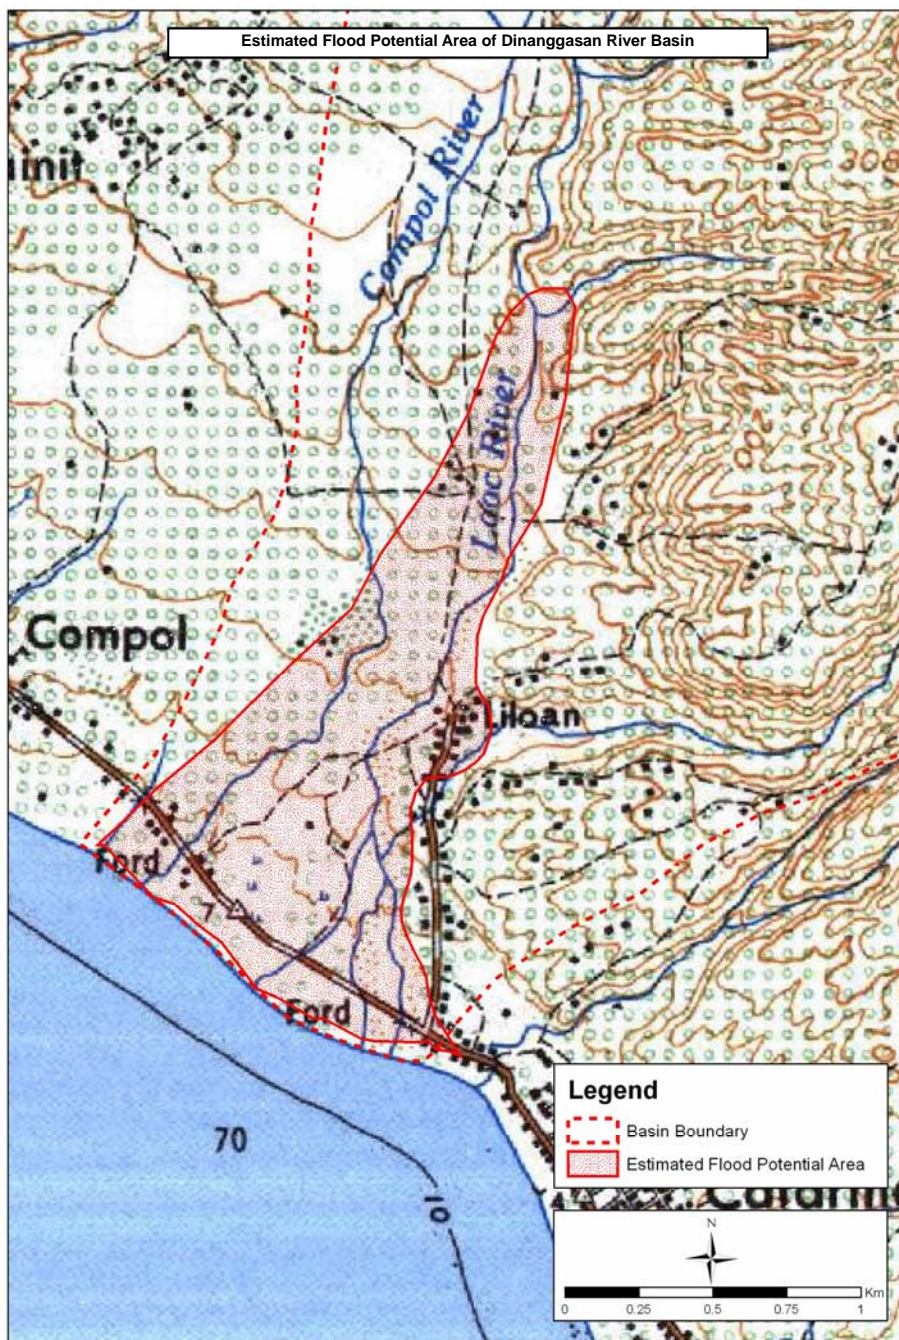 Estimated Flood Potential Area of Dinanggasan River Basin
Compol River
Laoc River
Compol
Liloan
Ford
7
Ford
70
10
Legend
Basin Boundary
Estimated Flood Potential Area
N
Km
0 0.25 0.5 0.75 1